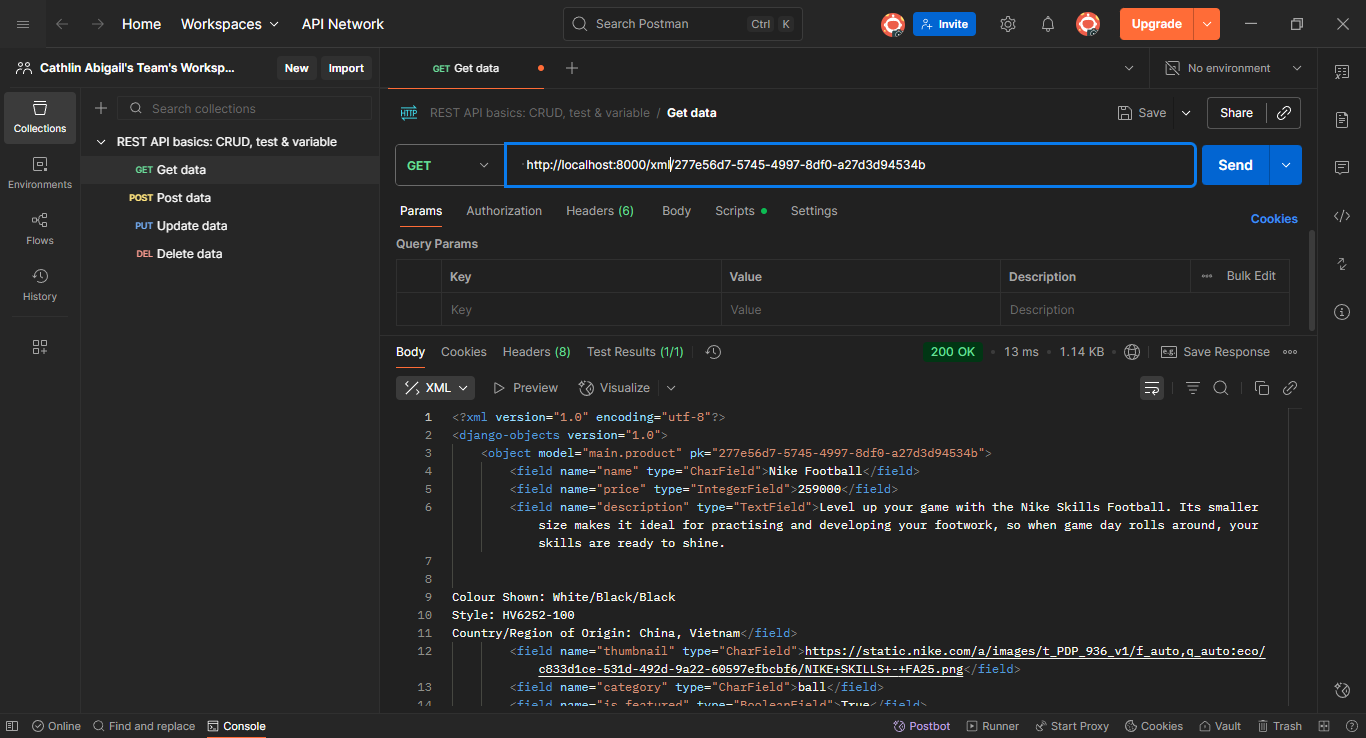 Home Workspaces API Network Search Postman Ctrl K Invite Upgrade
Cathlin Abigail's Team's Worksp... New Import GET Get data No environment
Collections
Environments
Flows
History
Search collections
REST API basics: CRUD, test & variable
GET Get data
POST Post data
PUT Update data
DEL Delete data
HTTP REST API basics: CRUD, test & variable / Get data Save Share
GET http://localhost:8000/xml/277e56d7-5745-4997-8df0-a27d3d94534b Send
Params Authorization Headers (6) Body Scripts Settings Cookies
Query Params
Key Value Description Bulk Edit
Key Value Description
Body Cookies Headers (8) Test Results (1/1) 200 OK 13 ms 1.14 KB e.g. Save Response
XML Preview Visualize
1 <?xml version="1.0" encoding="utf-8"?>
2 <django-objects version="1.0">
3 <object model="main.product" pk="277e56d7-5745-4997-8df0-a27d3d94534b">
4 <field name="name" type="CharField">Nike Football</field>
5 <field name="price" type="IntegerField">259000</field>
6 <field name="description" type="TextField">Level up your game with the Nike Skills Football. Its smaller
size makes it ideal for practising and developing your footwork, so when game day rolls around, your
skills are ready to shine.
7
8
9 Colour Shown: White/Black/Black
10 Style: HV6252-100
11 Country/Region of Origin: China, Vietnam</field>
12 <field name="thumbnail" type="CharField">https://static.nike.com/a/images/t_PDP_936_v1/f_auto,q_auto:eco/
c833d1ce-531d-492d-9a22-60597efbcbf6/NIKE+SKILLS+-+FA25.png</field>
13 <field name="category" type="CharField">ball</field>
14 <field name="is_featured" type="BooleanField">True</field>
Online Find and replace Console Postbot Runner Start Proxy Cookies Vault Trash